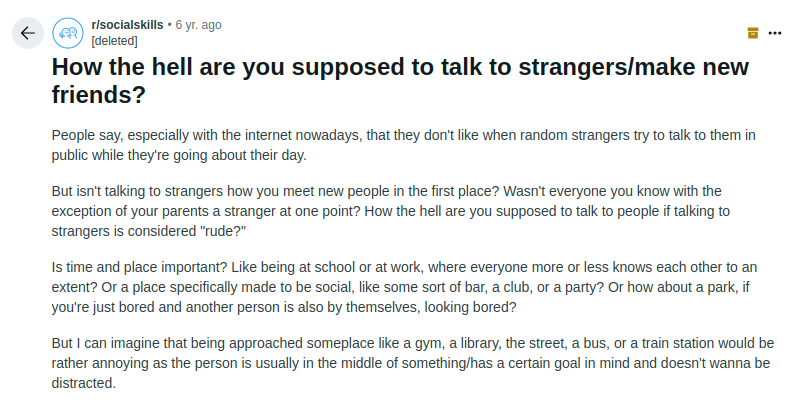 r/socialskills • 6 yr. ago
[deleted]
How the hell are you supposed to talk to strangers/make new
friends?
People say, especially with the internet nowadays, that they don't like when random strangers try to talk to them in
public while they're going about their day.
But isn't talking to strangers how you meet new people in the first place? Wasn't everyone you know with the
exception of your parents a stranger at one point? How the hell are you supposed to talk to people if talking to
strangers is considered "rude?"
Is time and place important? Like being at school or at work, where everyone more or less knows each other to an
extent? Or a place specifically made to be social, like some sort of bar, a club, or a party? Or how about a park, if
you're just bored and another person is also by themselves, looking bored?
But I can imagine that being approached someplace like a gym, a library, the street, a bus, or a train station would be
rather annoying as the person is usually in the middle of something/has a certain goal in mind and doesn't wanna be
distracted.